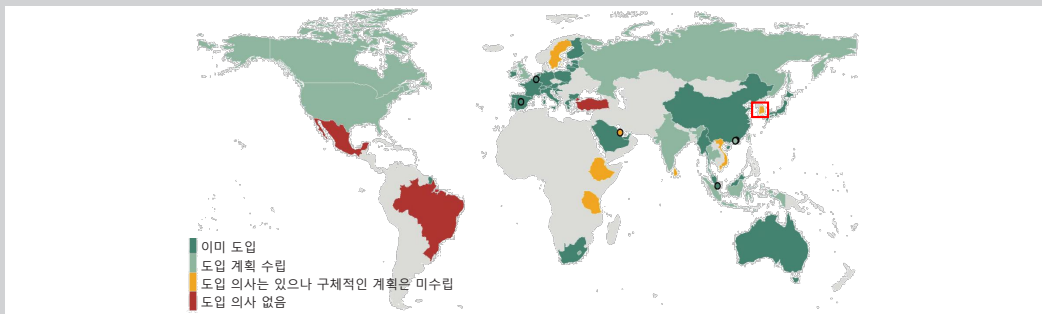 이미 도입
도입 계획 수립
도입 의사는 있으나 구체적인 계획은 미수립
도입 의사 없음